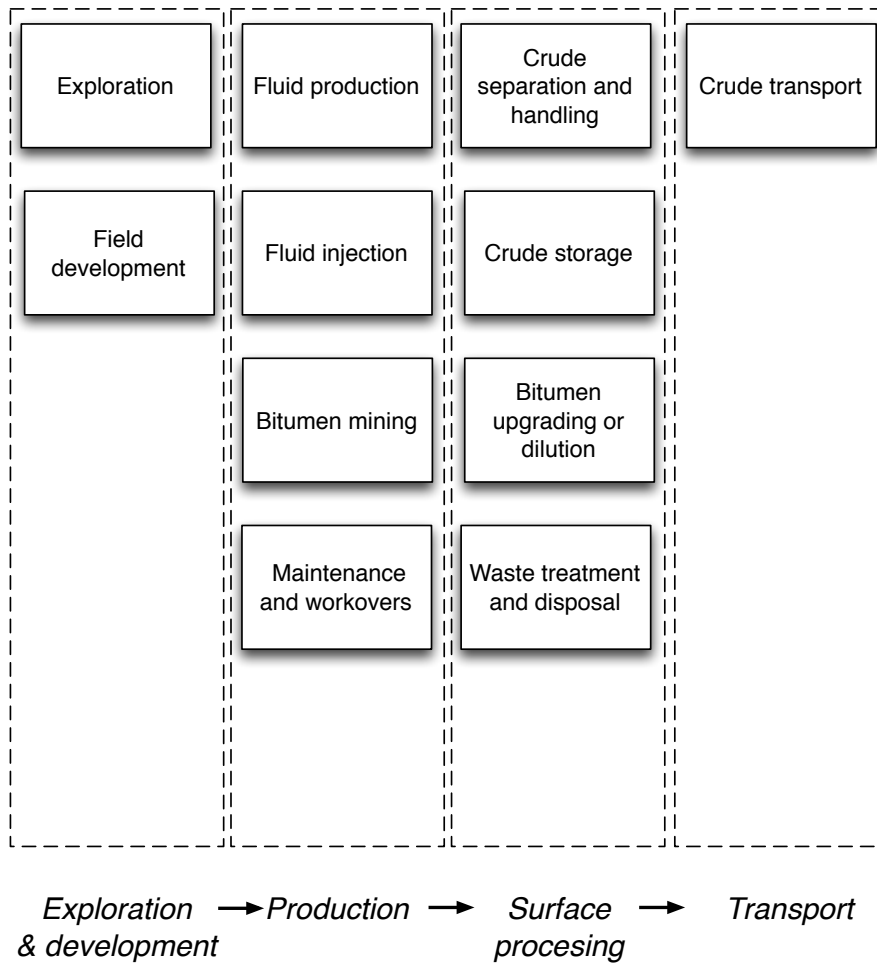 Exploration
Field
development
Fluid production
Fluid injection
Bitumen mining
Maintenance
and workovers
Crude
separation and
handling
Crude storage
Bitumen
upgrading or
dilution
Waste treatment
and disposal
Crude transport
Exploration
& development
Production
Surface
procesing
Transport